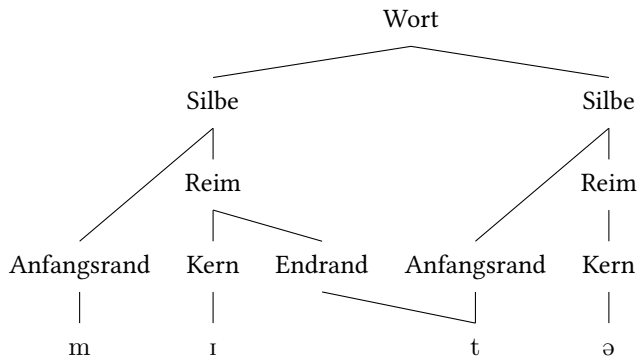 Wort
Silbe Silbe
Reim Reim
Anfangsrand Kern Endrand Anfangsrand Kern
m ɪ t ə